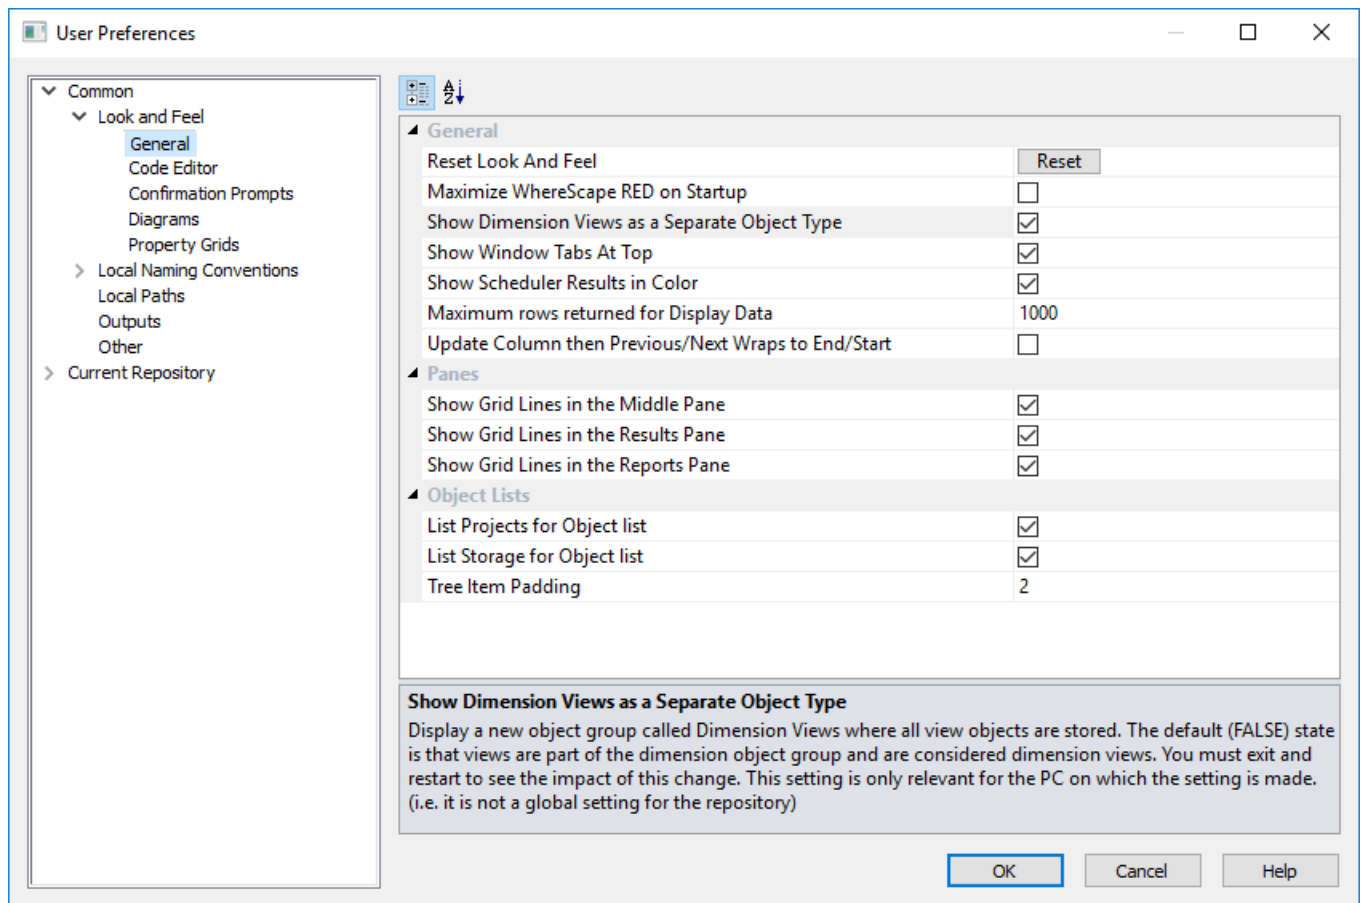 User Preferences
Common
Look and Feel
General
Code Editor
Confirmation Prompts
Diagrams
Property Grids
Local Naming Conventions
Local Paths
Outputs
Other
Current Repository
A
Z
General
Reset Look And Feel Reset
Maximize WhereScape RED on Startup
Show Dimension Views as a Separate Object Type
Show Window Tabs At Top
Show Scheduler Results in Color
Maximum rows returned for Display Data 1000
Update Column then Previous/Next Wraps to End/Start
Panes
Show Grid Lines in the Middle Pane
Show Grid Lines in the Results Pane
Show Grid Lines in the Reports Pane
Object Lists
List Projects for Object list
List Storage for Object list
Tree Item Padding 2
Show Dimension Views as a Separate Object Type
Display a new object group called Dimension Views where all view objects are stored. The default (FALSE) state
is that views are part of the dimension object group and are considered dimension views. You must exit and
restart to see the impact of this change. This setting is only relevant for the PC on which the setting is made.
(i.e. it is not a global setting for the repository)
OK Cancel Help